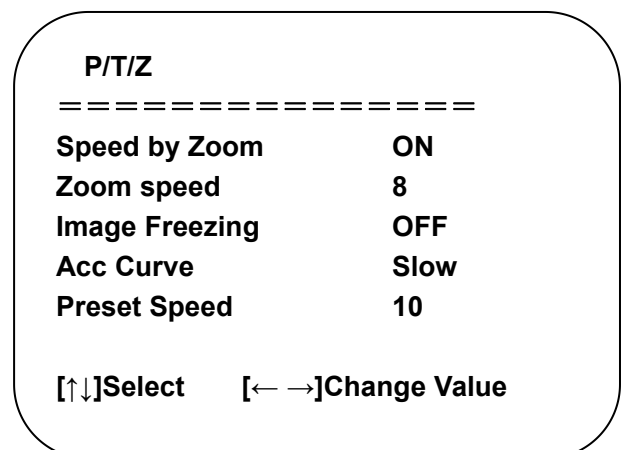 P/T/Z
===============
Speed by Zoom ON
Zoom speed 8
Image Freezing OFF
Acc Curve Slow
Preset Speed 10
[↑↓]Select [← →]Change Value